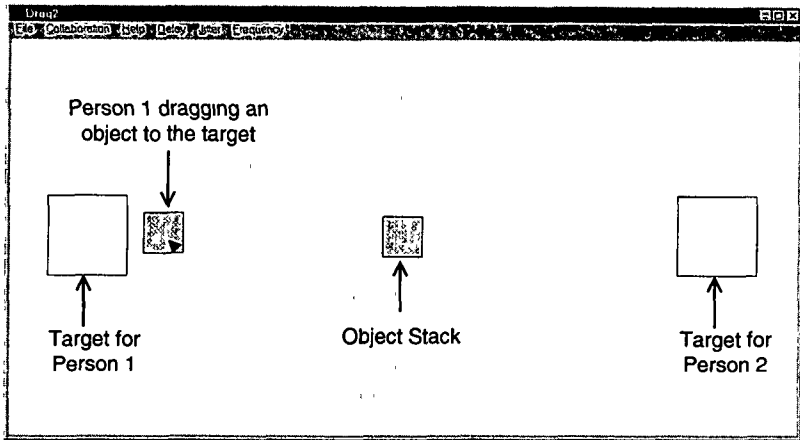 Drag2
File Collaboration Help Delay Jitter Frequency
Person 1 dragging an
object to the target
Target for
Person 1
Object Stack
Target for
Person 2